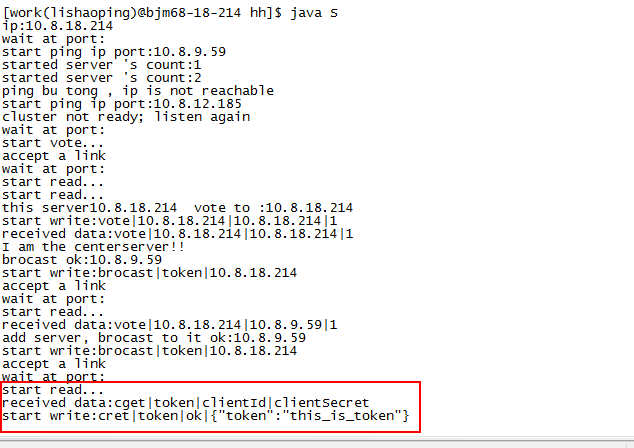 [work(lishaoping)@bjm68-18-214 hh]$ java S
ip:10.8.18.214
wait at port:
start ping ip port:10.8.9.59
started server 's count:1
started server 's count:2
ping bu tong , ip is not reachable
start ping ip port:10.8.12.185
cluster not ready; listen again
wait at port:
start vote...
accept a link
wait at port:
start read...
start read...
this server10.8.18.214  vote to :10.8.18.214
start write:vote|10.8.18.214|10.8.18.214|1
received data:vote|10.8.18.214|10.8.18.214|1
I am the centerserver!!
brocast ok:10.8.9.59
start write:brocast|token|10.8.18.214
accept a link
wait at port:
start read...
received data:vote|10.8.18.214|10.8.9.59|1
add server, brocast to it ok:10.8.9.59
start write:brocast|token|10.8.18.214
accept a link
wait at port:
start read...
received data:cget|token|clientId|clientSecret
start write:cret|token|ok|{"token":"this_is_token"}